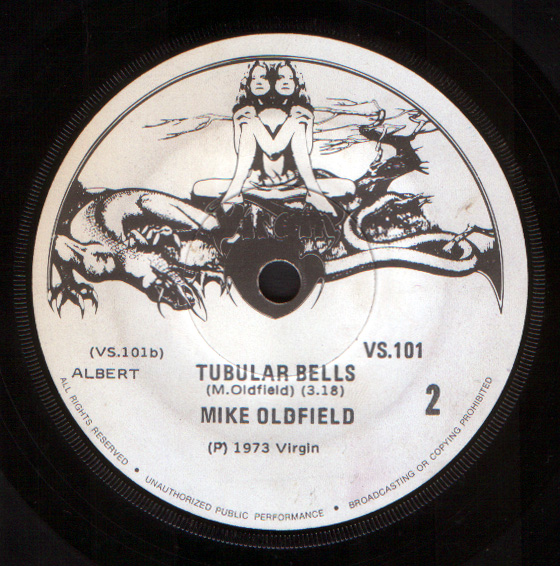 Virgin
(VS.101b)
VS.101
ALBERT
TUBULAR BELLS
(M.Oldfield) (3.18)
MIKE OLDFIELD
2
(P) 1973 Virgin
ALL RIGHTS RESERVED • UNAUTHORIZED PUBLIC PERFORMANCE • BROADCASTING OR COPYING PROHIBITED